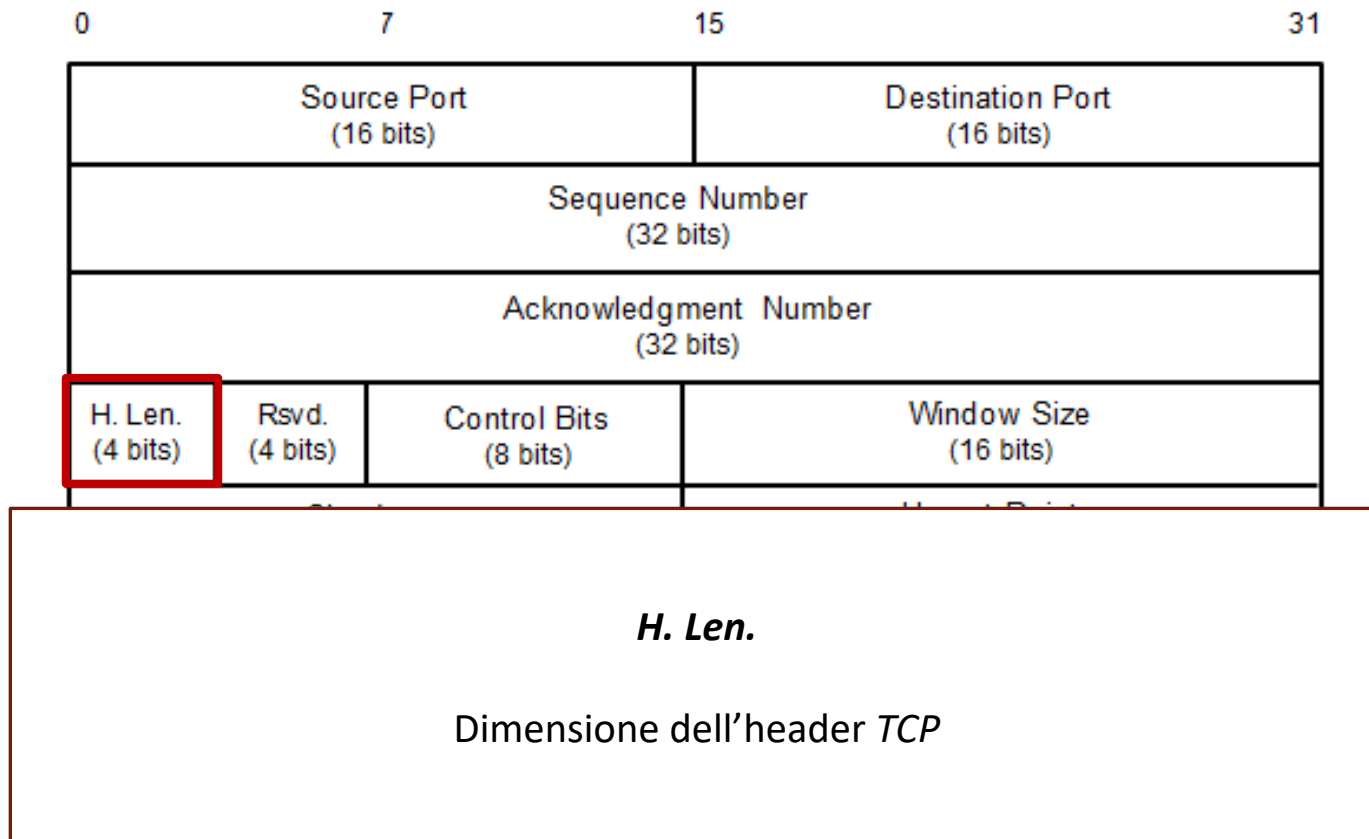 0 7 15 31
Source Port Destination Port
(16 bits) (16 bits)
Sequence Number
(32 bits)
Acknowledgment Number
(32 bits)
H. Len. Rsvd. Control Bits Window Size
(4 bits) (4 bits) (8 bits) (16 bits)
H. Len.
Dimensione dell’header TCP